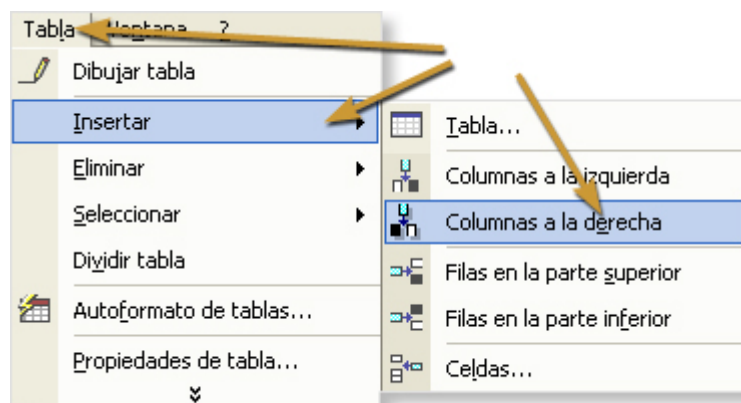 Tabla Ventana ?
Dibujar tabla
Insertar
Eliminar
Seleccionar
Dividir tabla
Autoformato de tablas...
Propiedades de tabla...
Tabla...
Columnas a la izquierda
Columnas a la derecha
Filas en la parte superior
Filas en la parte inferior
Celdas...